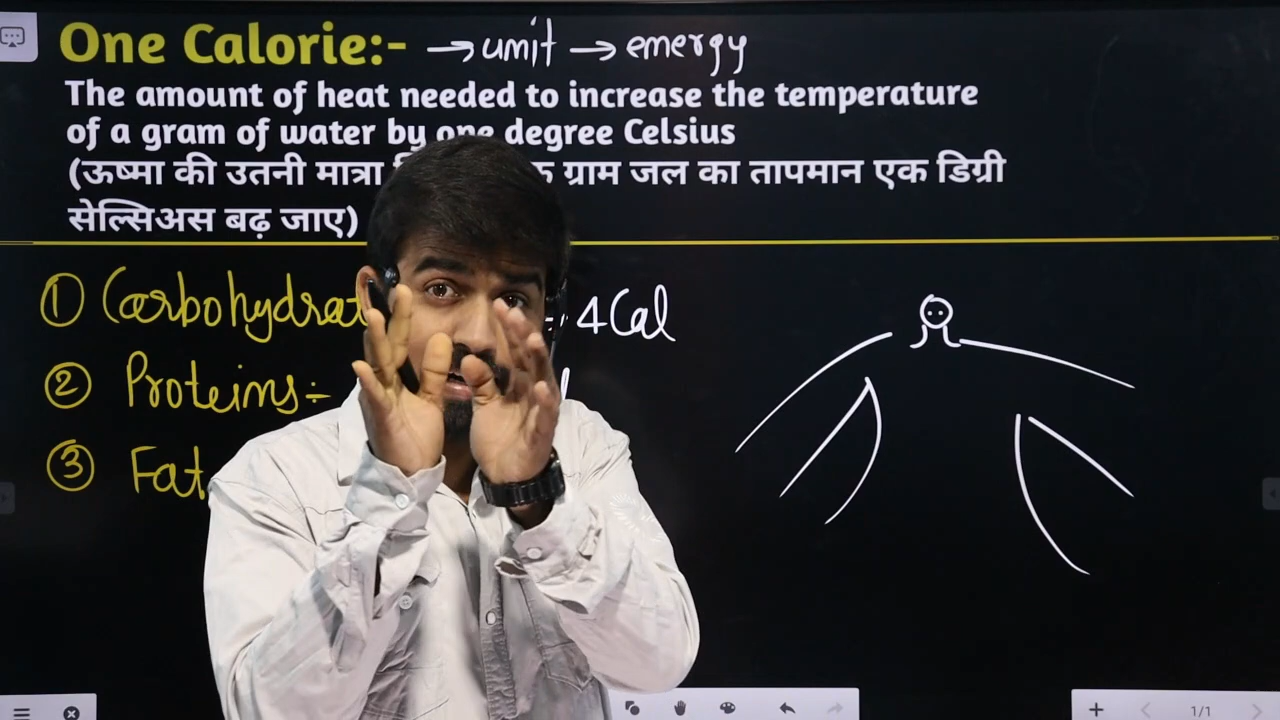 One Calorie:- → unit → energy
The amount of heat needed to increase the temperature
of a gram of water by one degree Celsius
(ऊष्मा की उतनी मात्रा ग्राम जल का तापमान एक डिग्री
सेल्सिअस बढ़ जाए)
① Carbohydrat 4Cal
② Proteins:-
③ Fat
1/1